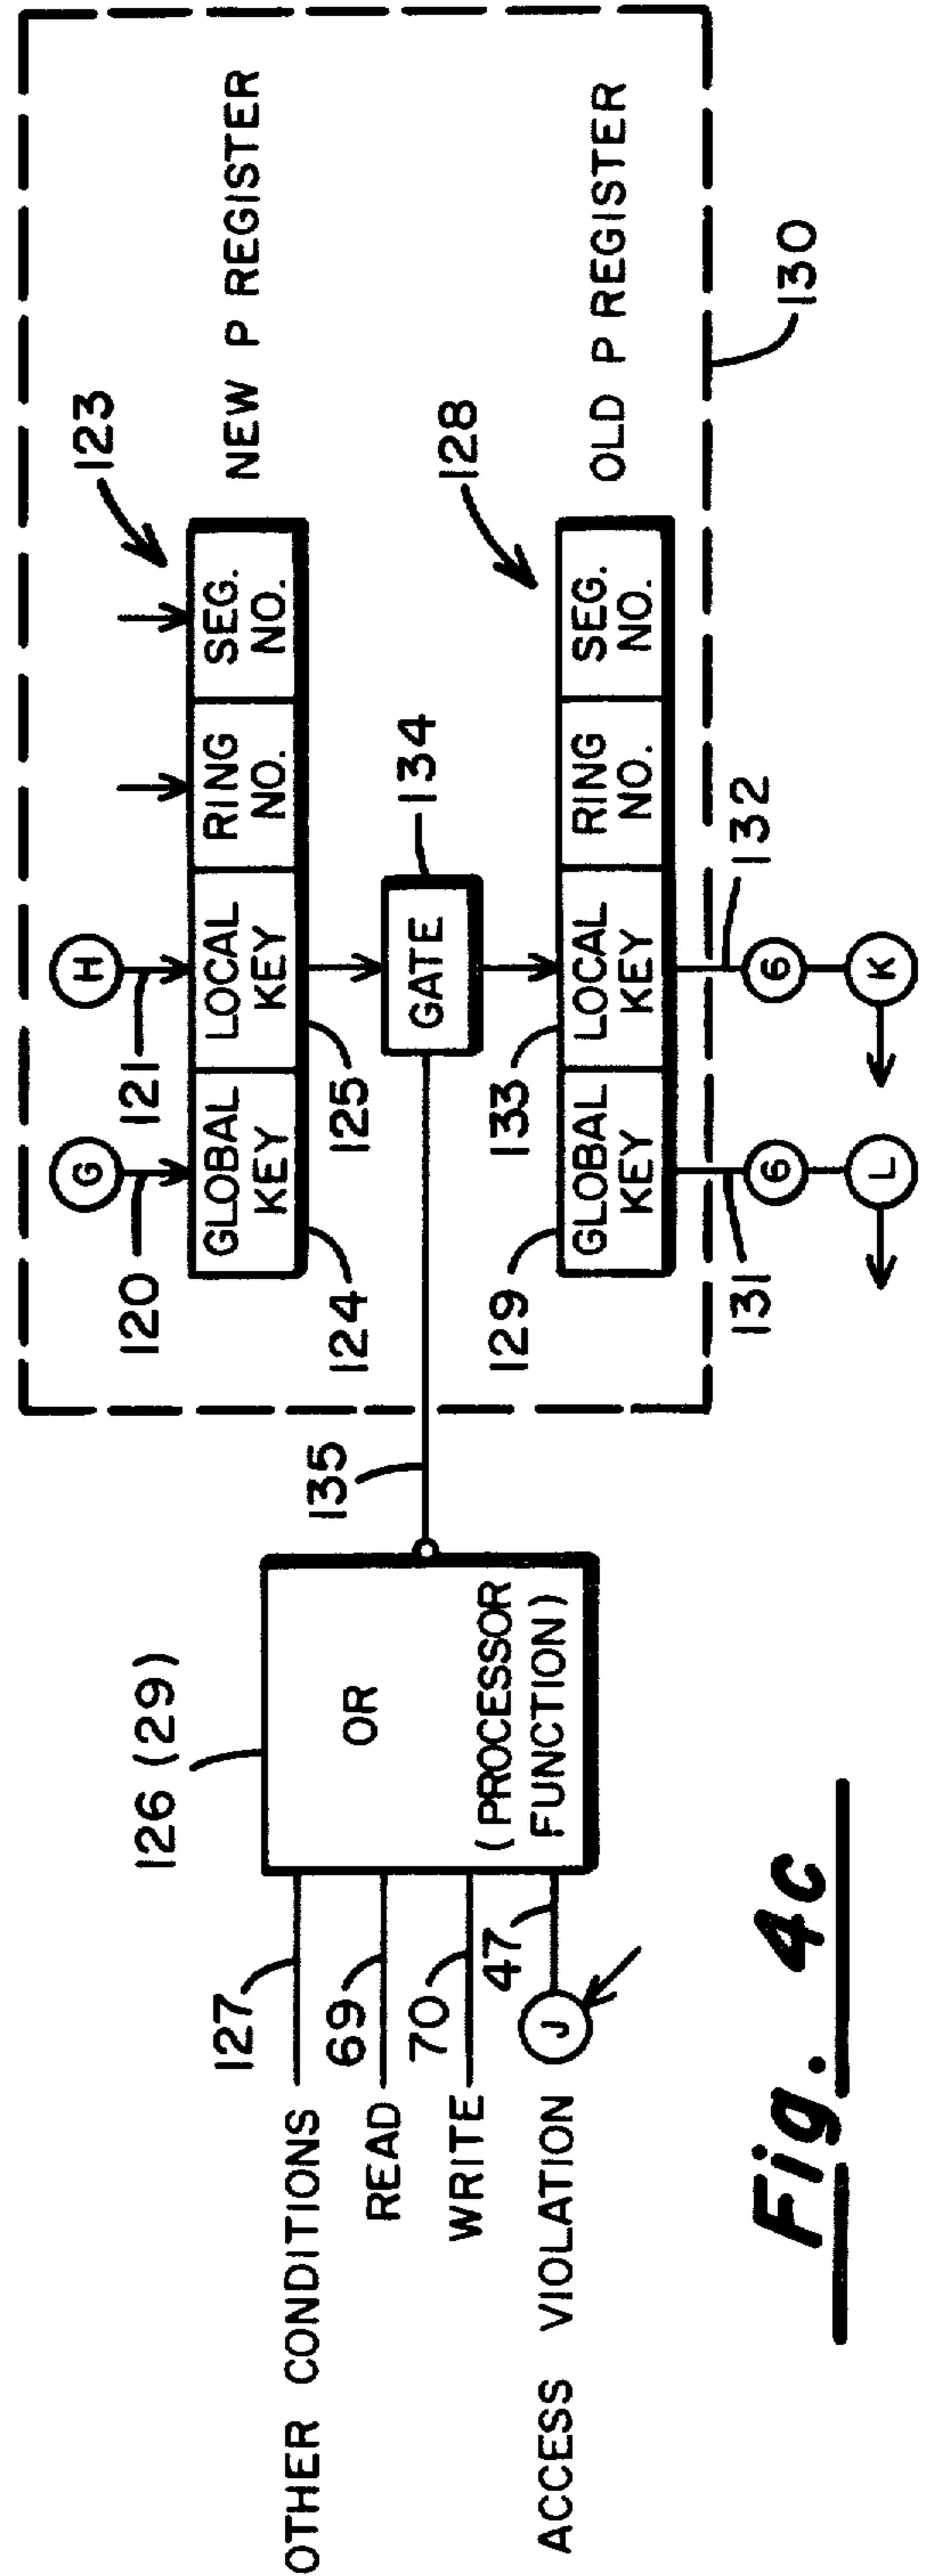 G
H
120
121
123
GLOBAL KEY
LOCAL KEY
RING NO.
SEG. NO.
NEW P REGISTER
124
125
126 (29)
135
GATE
134
OTHER CONDITIONS
127
READ
69
WRITE
70
ACCESS VIOLATION
J
47
OR
(PROCESSOR
FUNCTION)
128
129
133
GLOBAL KEY
LOCAL KEY
RING NO.
SEG. NO.
OLD P REGISTER
131
132
130
6
6
L
K
Fig. 4c